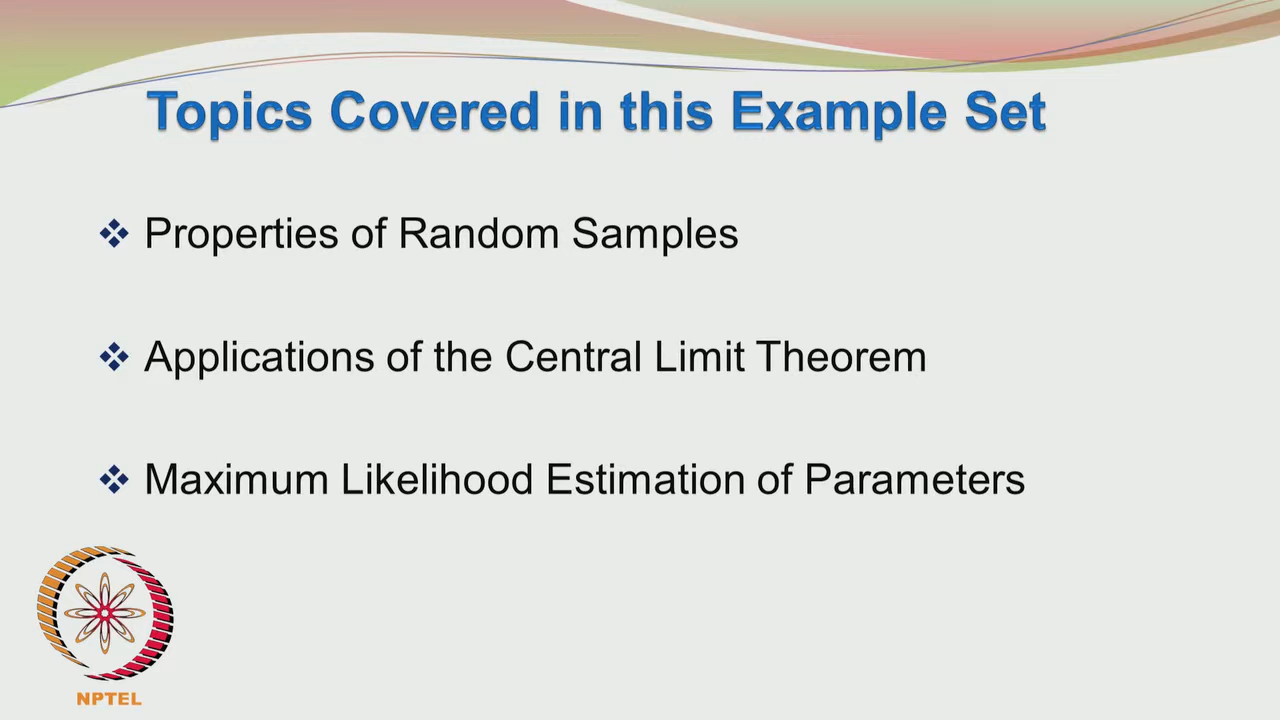 Topics Covered in this Example Set
Properties of Random Samples
Applications of the Central Limit Theorem
Maximum Likelihood Estimation of Parameters
NPTEL